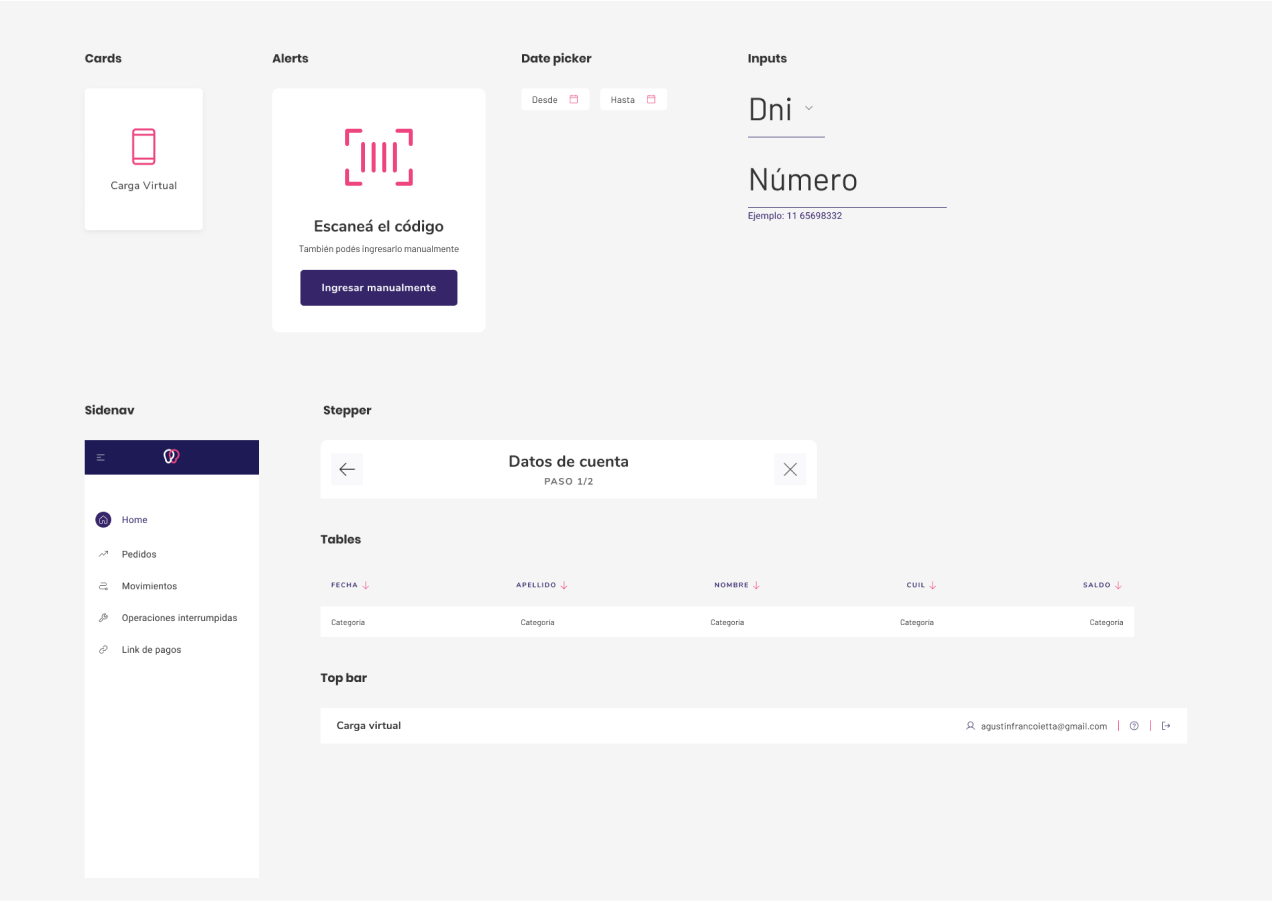 Cards
Carga Virtual
Alerts
Escaneá el código
También podés ingresarlo manualmente
Ingresar manualmente
Date picker
Desde
Hasta
Inputs
Dni
Número
Ejemplo: 11 65698332
Sidenav
Home
Pedidos
Movimientos
Operaciones interrumpidas
Link de pagos
Stepper
Datos de cuenta
PASO 1/2
Tables
FECHA APELLIDO NOMBRE CUIL SALDO
Categoria Categoria Categoria Categoria Categoria
Top bar
Carga virtual agustinfrancoietta@gmail.com